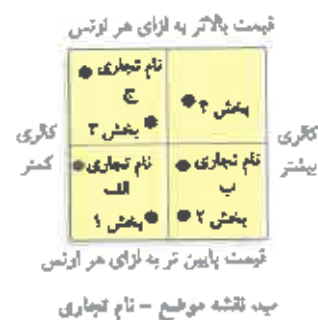 قیمت بالاتر به ازای هر اونس
نام تجاری
ج
بخش ۳
بخش ۴
کالری
کمتر
کالری
بیشتر
نام تجاری
الف
بخش ۱
نام تجاری
ب
بخش ۲
قیمت پایین تر به ازای هر اونس
ب. نقشه موضع – نام تجاری